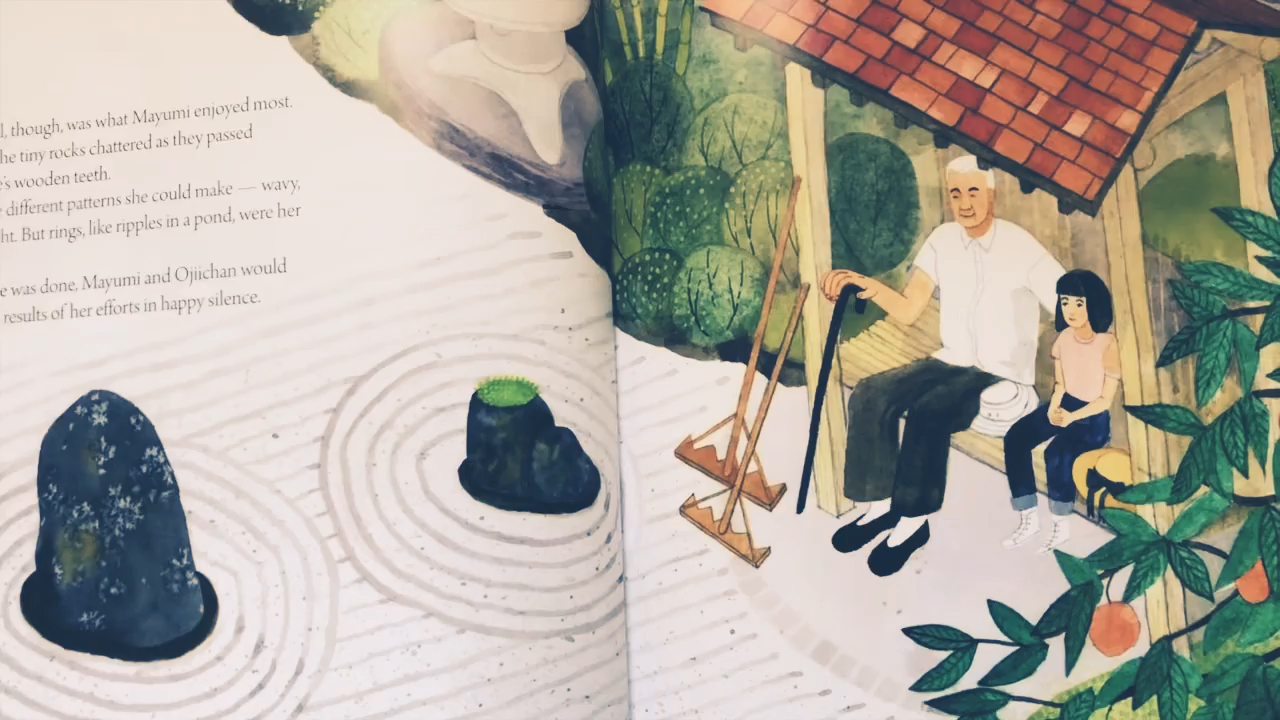 l, though, was what Mayumi enjoyed most.
he tiny rocks chattered as they passed
's wooden teeth.
different patterns she could make — wavy,
ht. But rings, like ripples in a pond, were her
e was done, Mayumi and Ojiichan would
results of her efforts in happy silence.